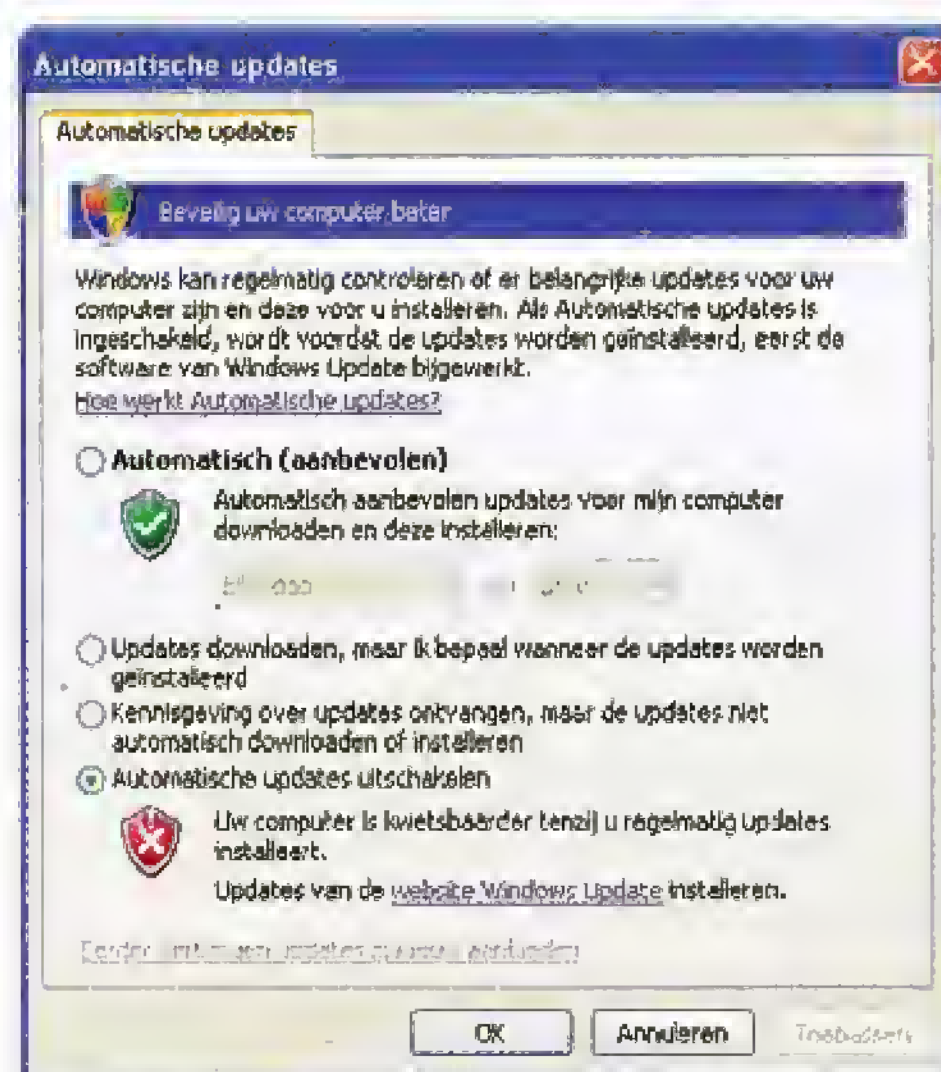 Automatische updates
Automatische updates
Beveilig uw computer beter
Windows kan regelmatig controleren of er belangrijke updates voor uw
computer zijn en deze voor u installeren. Als Automatische updates is
ingeschakeld, wordt voordat de updates worden geïnstalleerd, eerst de
software van Windows Update bijgewerkt.
Hoe werkt Automatische updates?
Automatisch (aanbevolen)
Automatisch aanbevolen updates voor mijn computer
downloaden en deze installeren:
Updates downloaden, maar ik bepaal wanneer de updates worden
geïnstalleerd
Kennisgeving over updates ontvangen, maar de updates niet
automatisch downloaden of installeren
Automatische updates uitschakelen
Uw computer is kwetsbaarder tenzij u regelmatig updates
installeert.
Updates van de website Windows Update installeren.
updates
OK
Annuleren
Toepassen